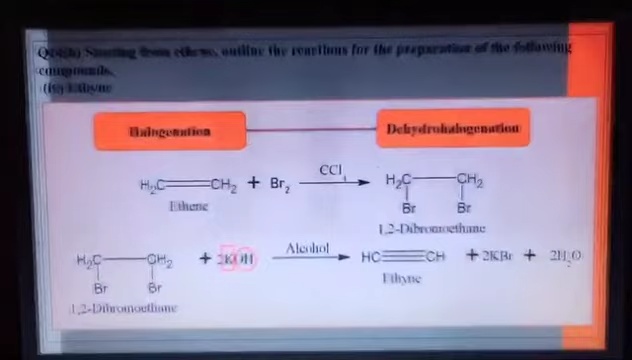 Starting from ethene, outline the reactions for the preparation of the following
compounds.
Ethyne
Halogenation
Dehydrohalogenation
H₂C CH₂ + Br₂ CCl₄ H₂C CH₂
Br Br
Ethene
1,2-Dibromoethane
H₂C CH₂ + 2KOH Alcohol HC CH + 2KBr + 2H₂O
Br Br
Ethyne
1,2-Dibromoethane